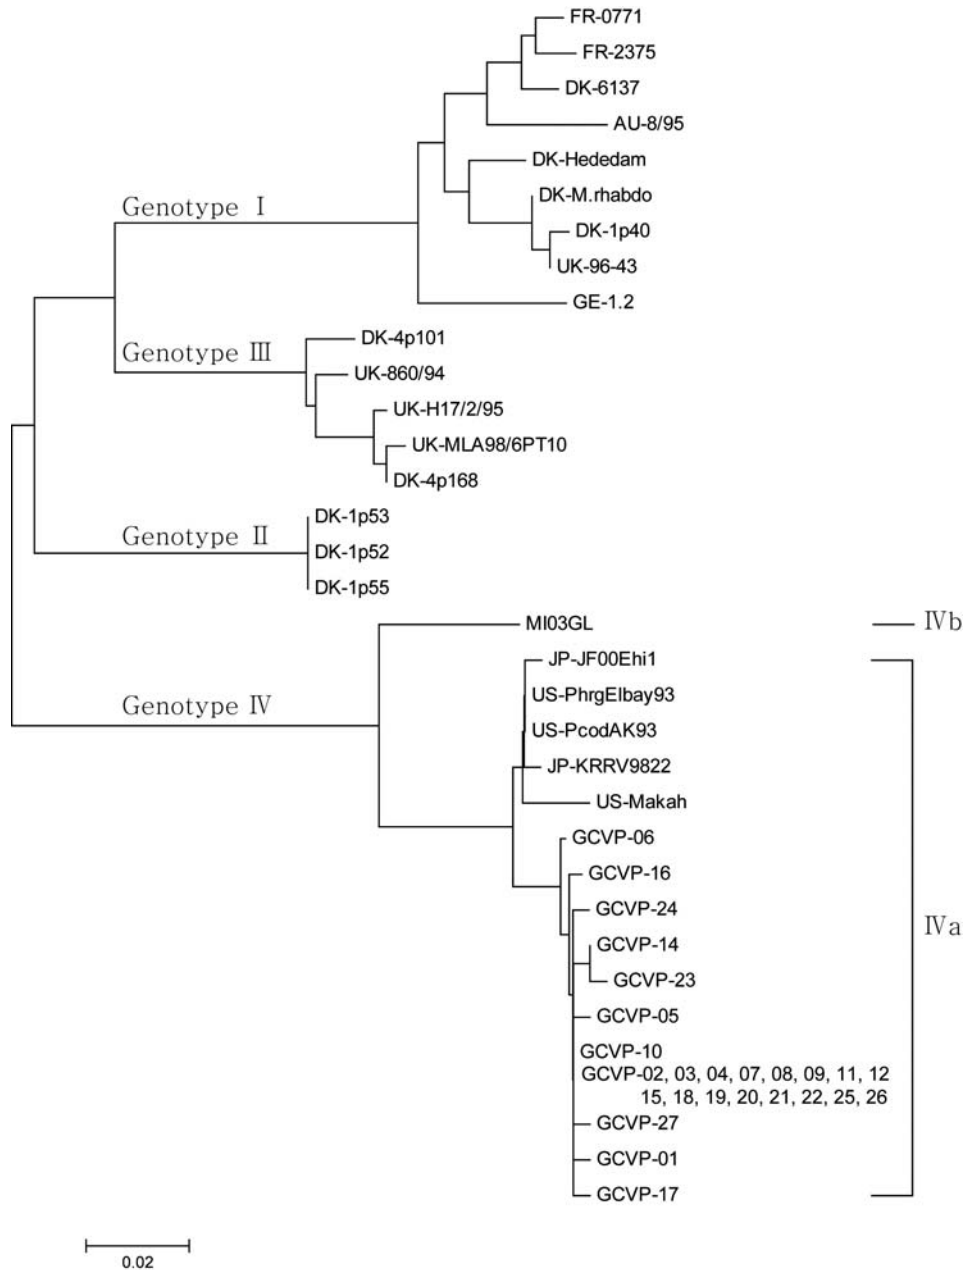 FR-0771
FR-2375
DK-6137
AU-8/95
DK-Hededam
DK-M.rhabdo
Genotype Ⅰ
DK-1p40
UK-96-43
GE-1.2
DK-4p101
Genotype Ⅲ
UK-860/94
UK-H17/2/95
UK-MLA98/6PT10
DK-4p168
DK-1p53
Genotype Ⅱ
DK-1p52
DK-1p55
MI03GL
Ⅳb
JP-JF00Ehi1
US-PhrgElbay93
Genotype Ⅳ
US-PcodAK93
JP-KRRV9822
US-Makah
GCVP-06
GCVP-16
GCVP-24
Ⅳa
GCVP-14
GCVP-23
GCVP-05
GCVP-10
GCVP-02, 03, 04, 07, 08, 09, 11, 12
15, 18, 19, 20, 21, 22, 25, 26
GCVP-27
GCVP-01
GCVP-17
0.02